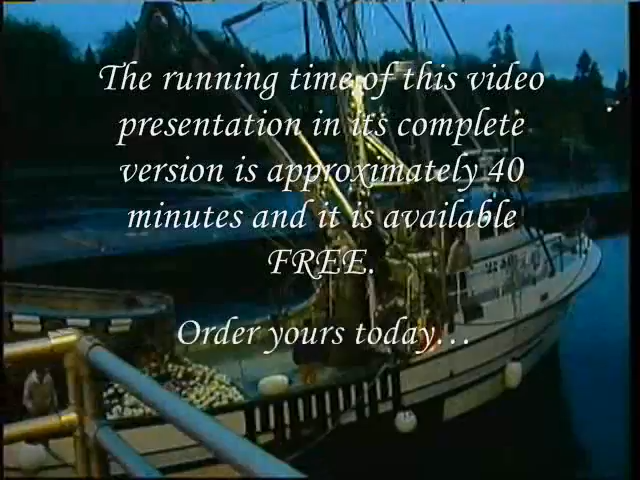 The running time of this video
presentation in its complete
version is approximately 40
minutes and it is available
FREE.
Order yours today…